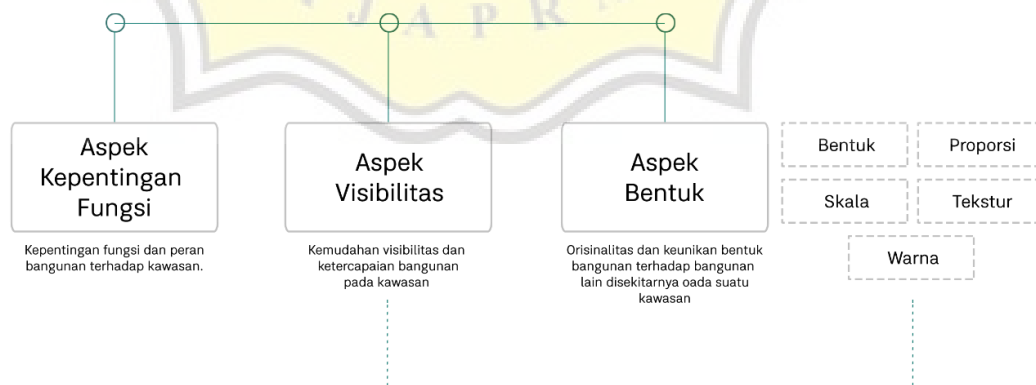 J A P R
Aspek
Kepentingan
Fungsi
Kepentingan fungsi dan peran
bangunan terhadap kawasan.
Aspek
Visibilitas
Kemudahan visibilitas dan
ketercapaian bangunan
pada kawasan
Aspek
Bentuk
Orisinalitas dan keunikan bentuk
bangunan terhadap bangunan
lain disekitarnya oada suatu
kawasan
Bentuk
Proporsi
Skala
Tekstur
Warna